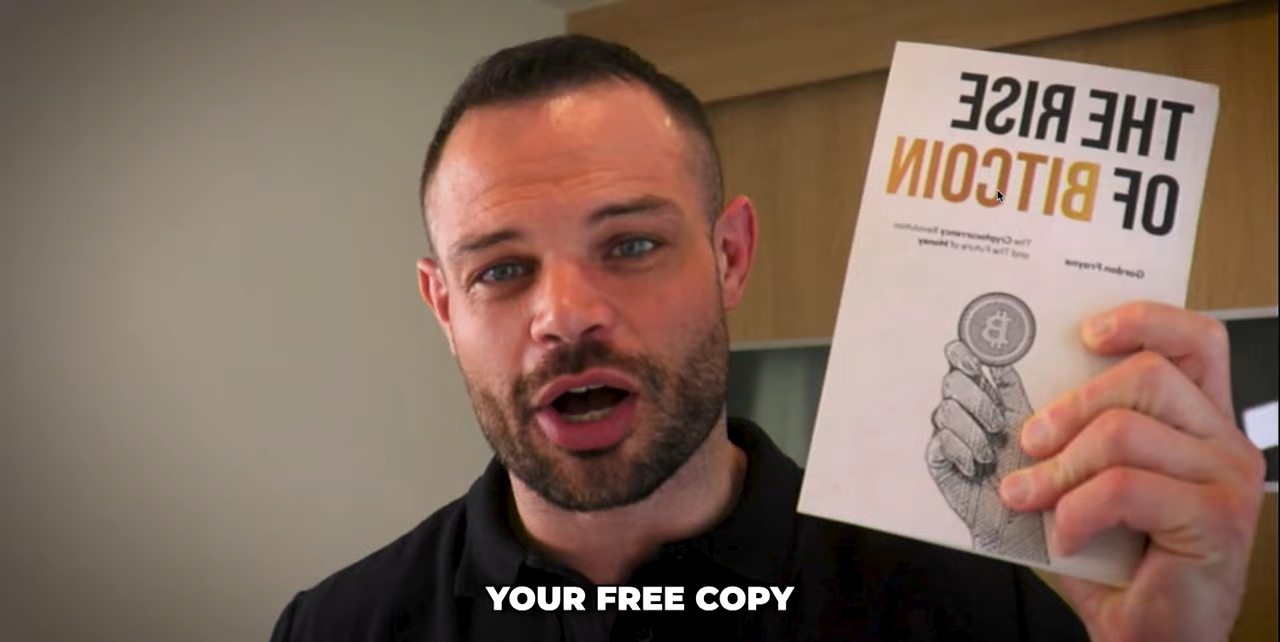 THE RISE
OF BITCOIN
The Cryptocurrency Revolution
and The Future of Money
Gordon Frayne
YOUR FREE COPY